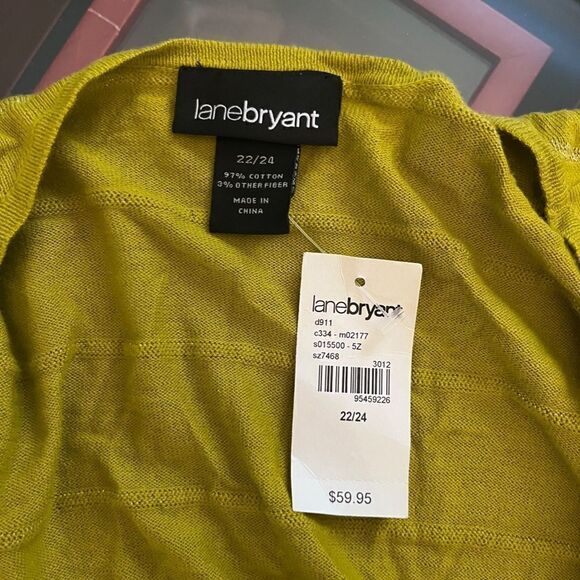 lanebryant
22/24
97% COTTON
3% OTHER FIBER
MADE IN
CHINA
lanebryant
d911
c334 - m02177
s015500 - 5Z
sz7468
3012
95459226
22/24
$59.95